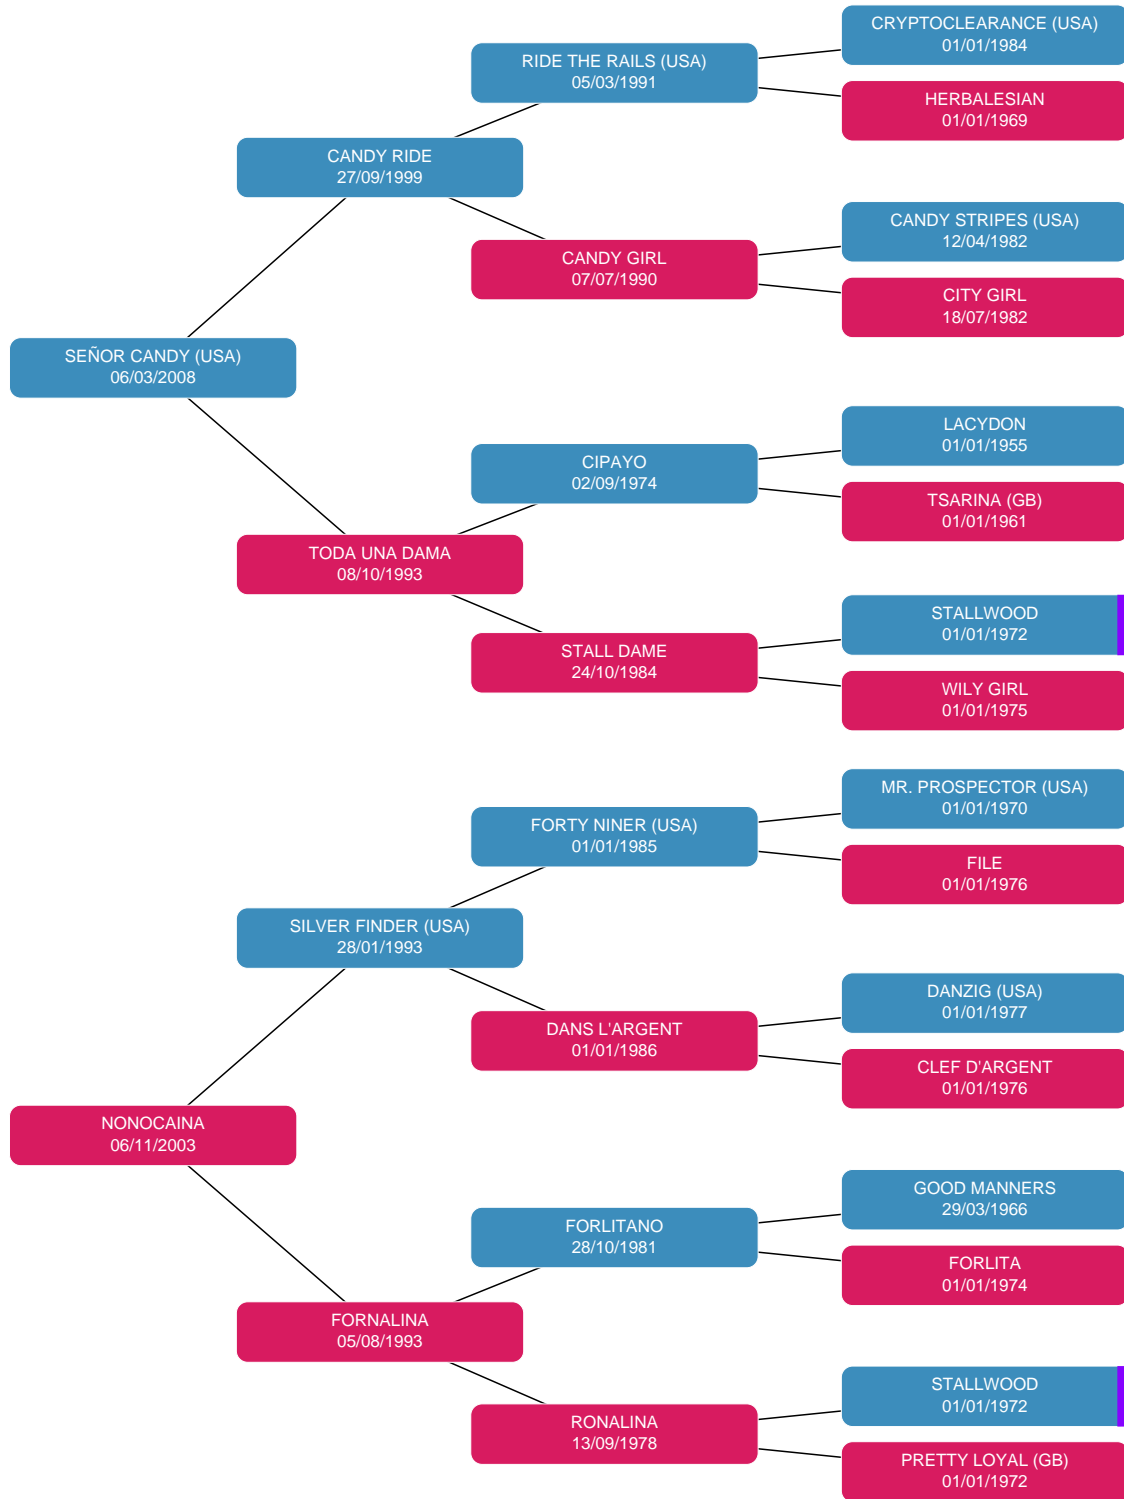 CRYPTOCLEARANCE (USA)
01/01/1984
RIDE THE RAILS (USA)
05/03/1991
HERBALESIAN
01/01/1969
CANDY RIDE
27/09/1999
CANDY STRIPES (USA)
12/04/1982
CANDY GIRL
07/07/1990
CITY GIRL
18/07/1982
SEÑOR CANDY (USA)
06/03/2008
LACYDON
01/01/1955
CIPAYO
02/09/1974
TSARINA (GB)
01/01/1961
TODA UNA DAMA
08/10/1993
STALLWOOD
01/01/1972
STALL DAME
24/10/1984
WILY GIRL
01/01/1975
MR. PROSPECTOR (USA)
01/01/1970
FORTY NINER (USA)
01/01/1985
FILE
01/01/1976
SILVER FINDER (USA)
28/01/1993
DANZIG (USA)
01/01/1977
DANS L'ARGENT
01/01/1986
CLEF D'ARGENT
01/01/1976
NONOCAINA
06/11/2003
GOOD MANNERS
29/03/1966
FORLITANO
28/10/1981
FORLITA
01/01/1974
FORNALINA
05/08/1993
STALLWOOD
01/01/1972
RONALINA
13/09/1978
PRETTY LOYAL (GB)
01/01/1972